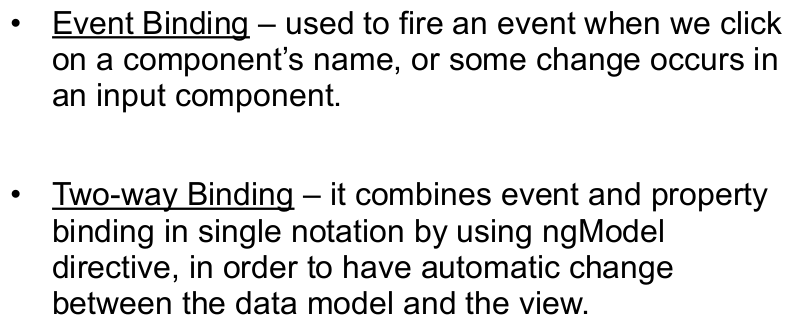 • Event Binding – used to fire an event when we click
on a component’s name, or some change occurs in
an input component.
• Two-way Binding – it combines event and property
binding in single notation by using ngModel
directive, in order to have automatic change
between the data model and the view.